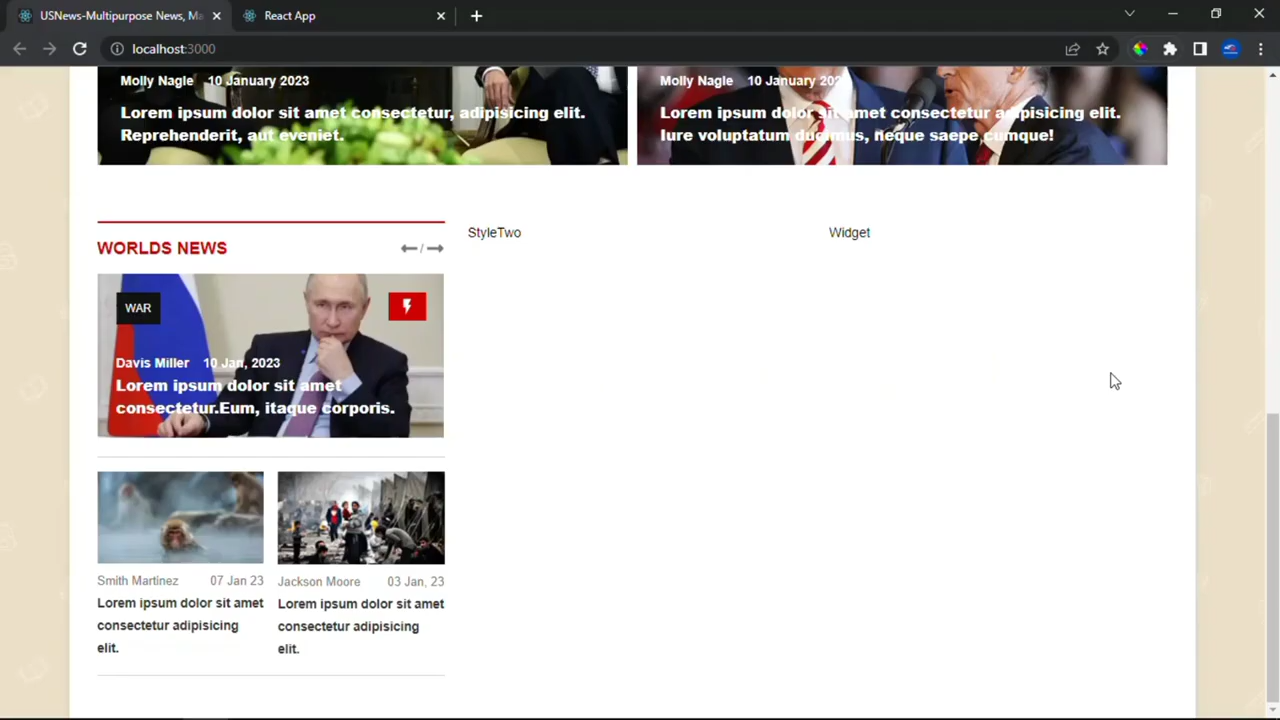 USNews-Multipurpose News, Ma
React App
localhost:3000
Molly Nagle 10 January 2023
Lorem ipsum dolor sit amet consectetur, adipisicing elit.
Reprehenderit, aut eveniet.
Molly Nagle 10 January 2023
Lorem ipsum dolor sit amet consectetur adipisicing elit.
Iure voluptatum ducimus, neque saepe cumque!
WORLDS NEWS
/
StyleTwo
Widget
WAR
Davis Miller 10 Jan, 2023
Lorem ipsum dolor sit amet
consectetur.Eum, itaque corporis.
Smith Martinez 07 Jan 23
Lorem ipsum dolor sit amet
consectetur adipisicing
elit.
Jackson Moore 03 Jan, 23
Lorem ipsum dolor sit amet
consectetur adipisicing
elit.